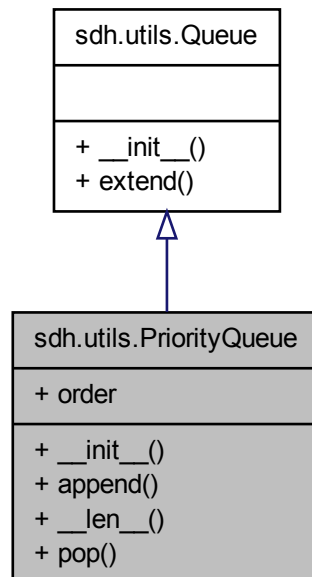 sdh.utils.Queue
+ __init__()
+ extend()
sdh.utils.PriorityQueue
+ order
+ __init__()
+ append()
+ __len__()
+ pop()